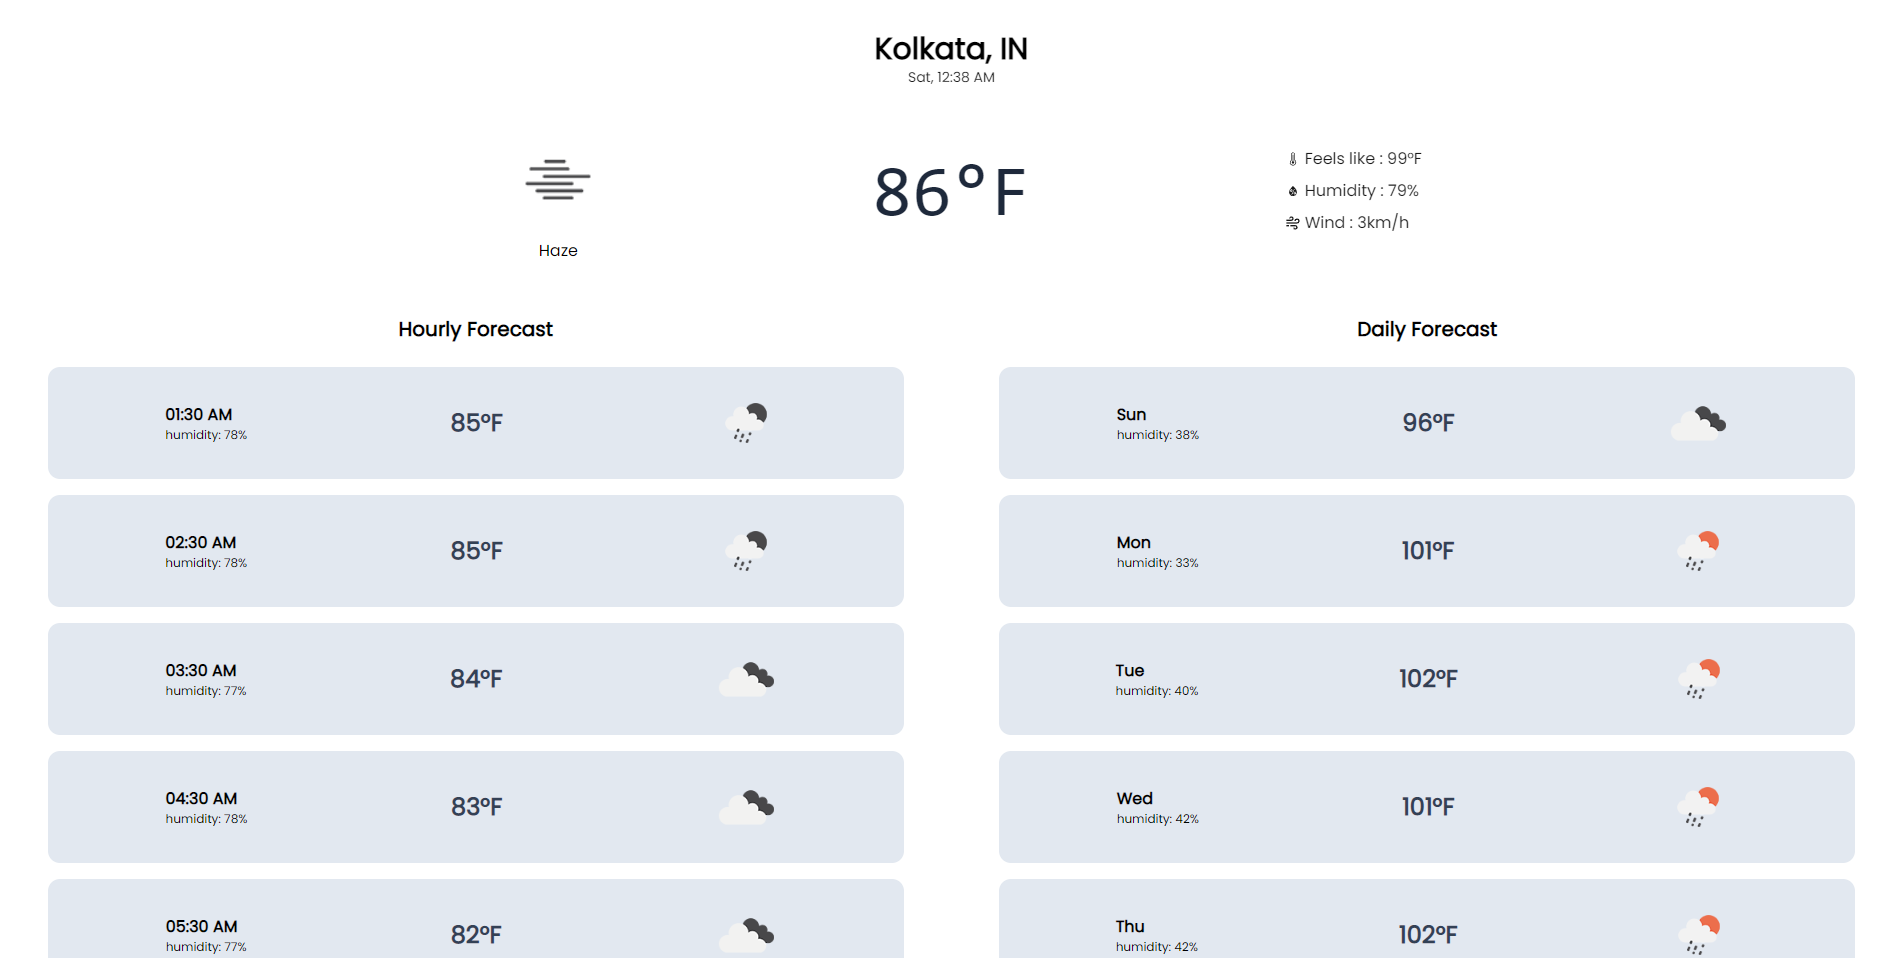 Kolkata, IN
Sat, 12:38 AM
Haze
86°F
Feels like : 99°F
Humidity : 79%
Wind : 3km/h
Hourly Forecast
01:30 AM
humidity: 78%
85°F
02:30 AM
humidity: 78%
85°F
03:30 AM
humidity: 77%
84°F
04:30 AM
humidity: 78%
83°F
05:30 AM
humidity: 77%
82°F
Daily Forecast
Sun
humidity: 38%
96°F
Mon
humidity: 33%
101°F
Tue
humidity: 40%
102°F
Wed
humidity: 42%
101°F
Thu
humidity: 42%
102°F